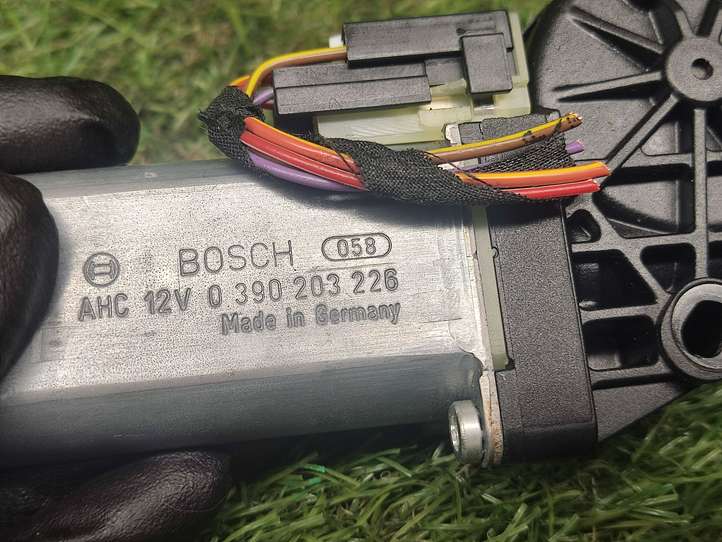 BOSCH 058
AHC 12V 0 390 203 226
Made in Germany